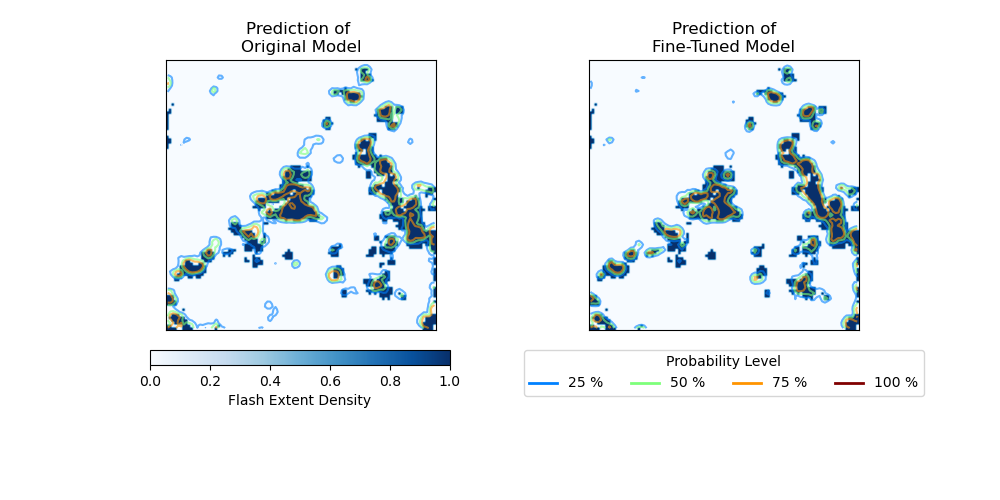 Prediction of
Original Model
Prediction of
Fine-Tuned Model
0.0 0.2 0.4 0.6 0.8 1.0
Flash Extent Density
Probability Level
25 % 50 % 75 % 100 %